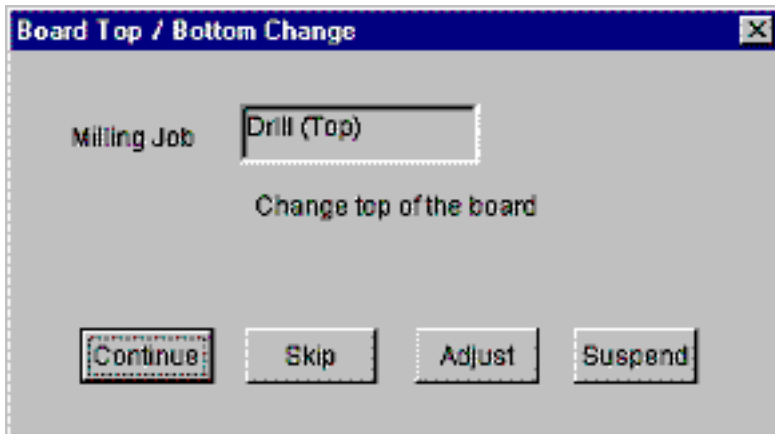 Board Top / Bottom Change
Milling Job Drill (Top)
Change top of the board
Continue Skip Adjust Suspend